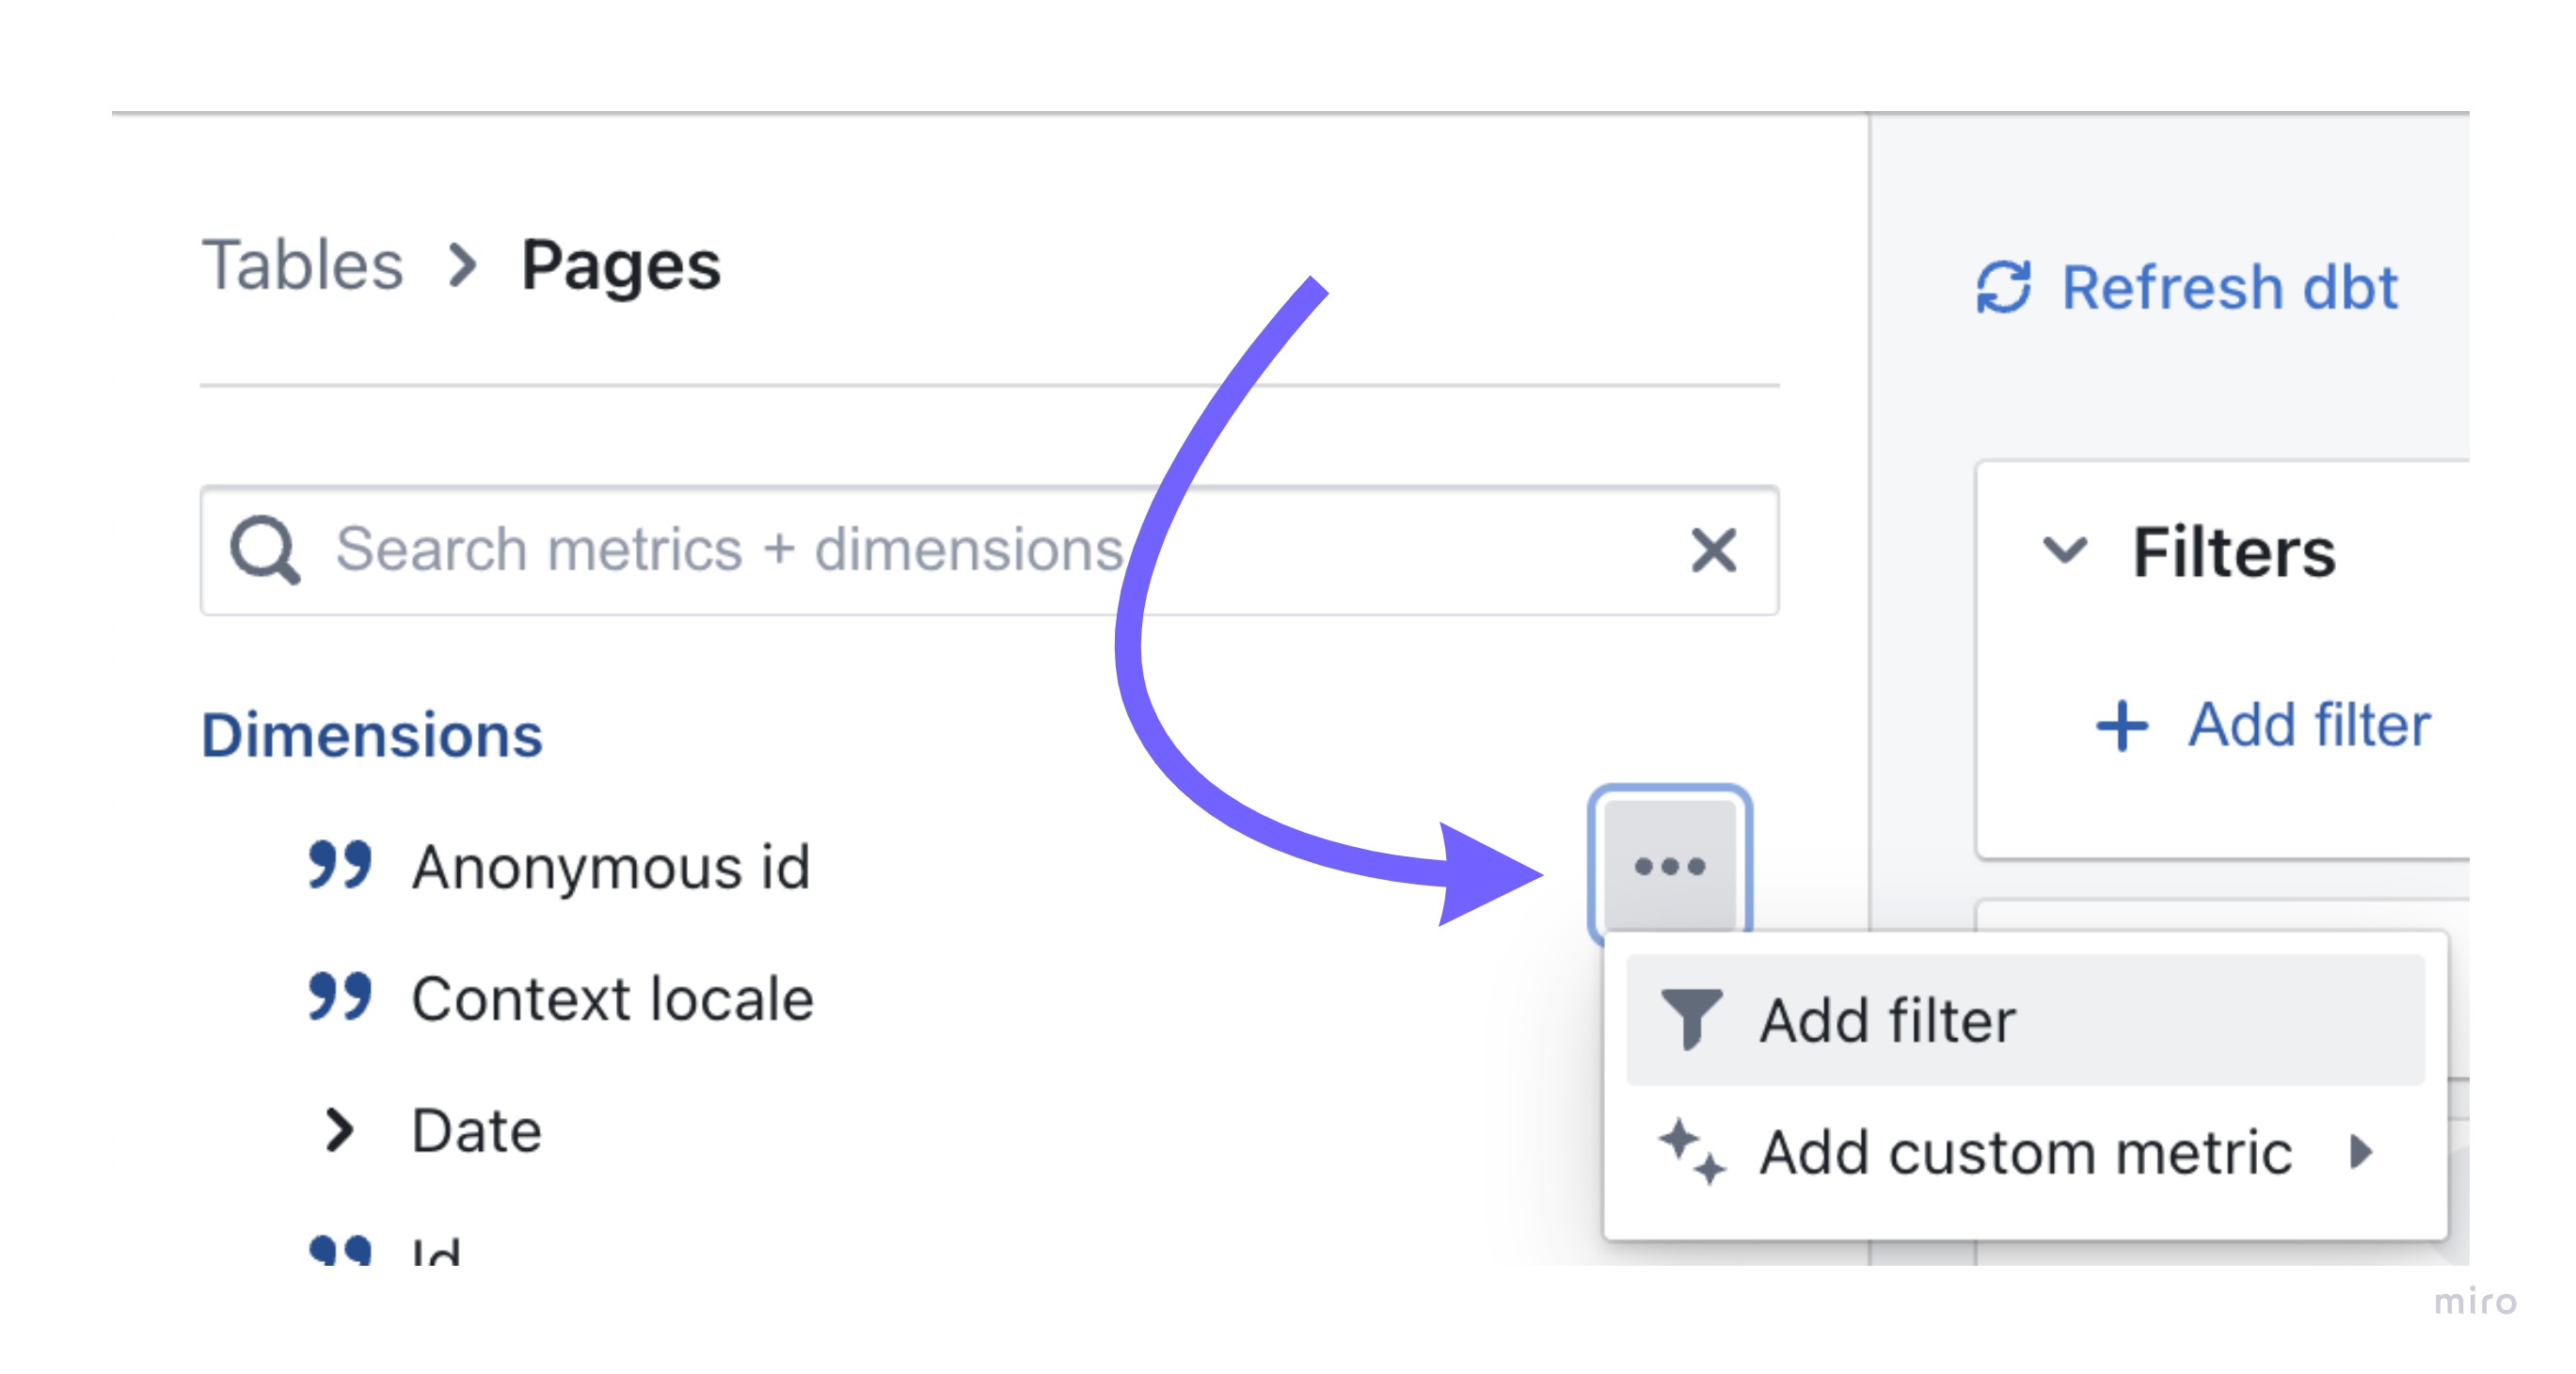 Tables > Pages
Refresh dbt
Search metrics + dimensions
Filters
Add filter
Dimensions
Anonymous id
Context locale
Date
Id
Add filter
Add custom metric
miro